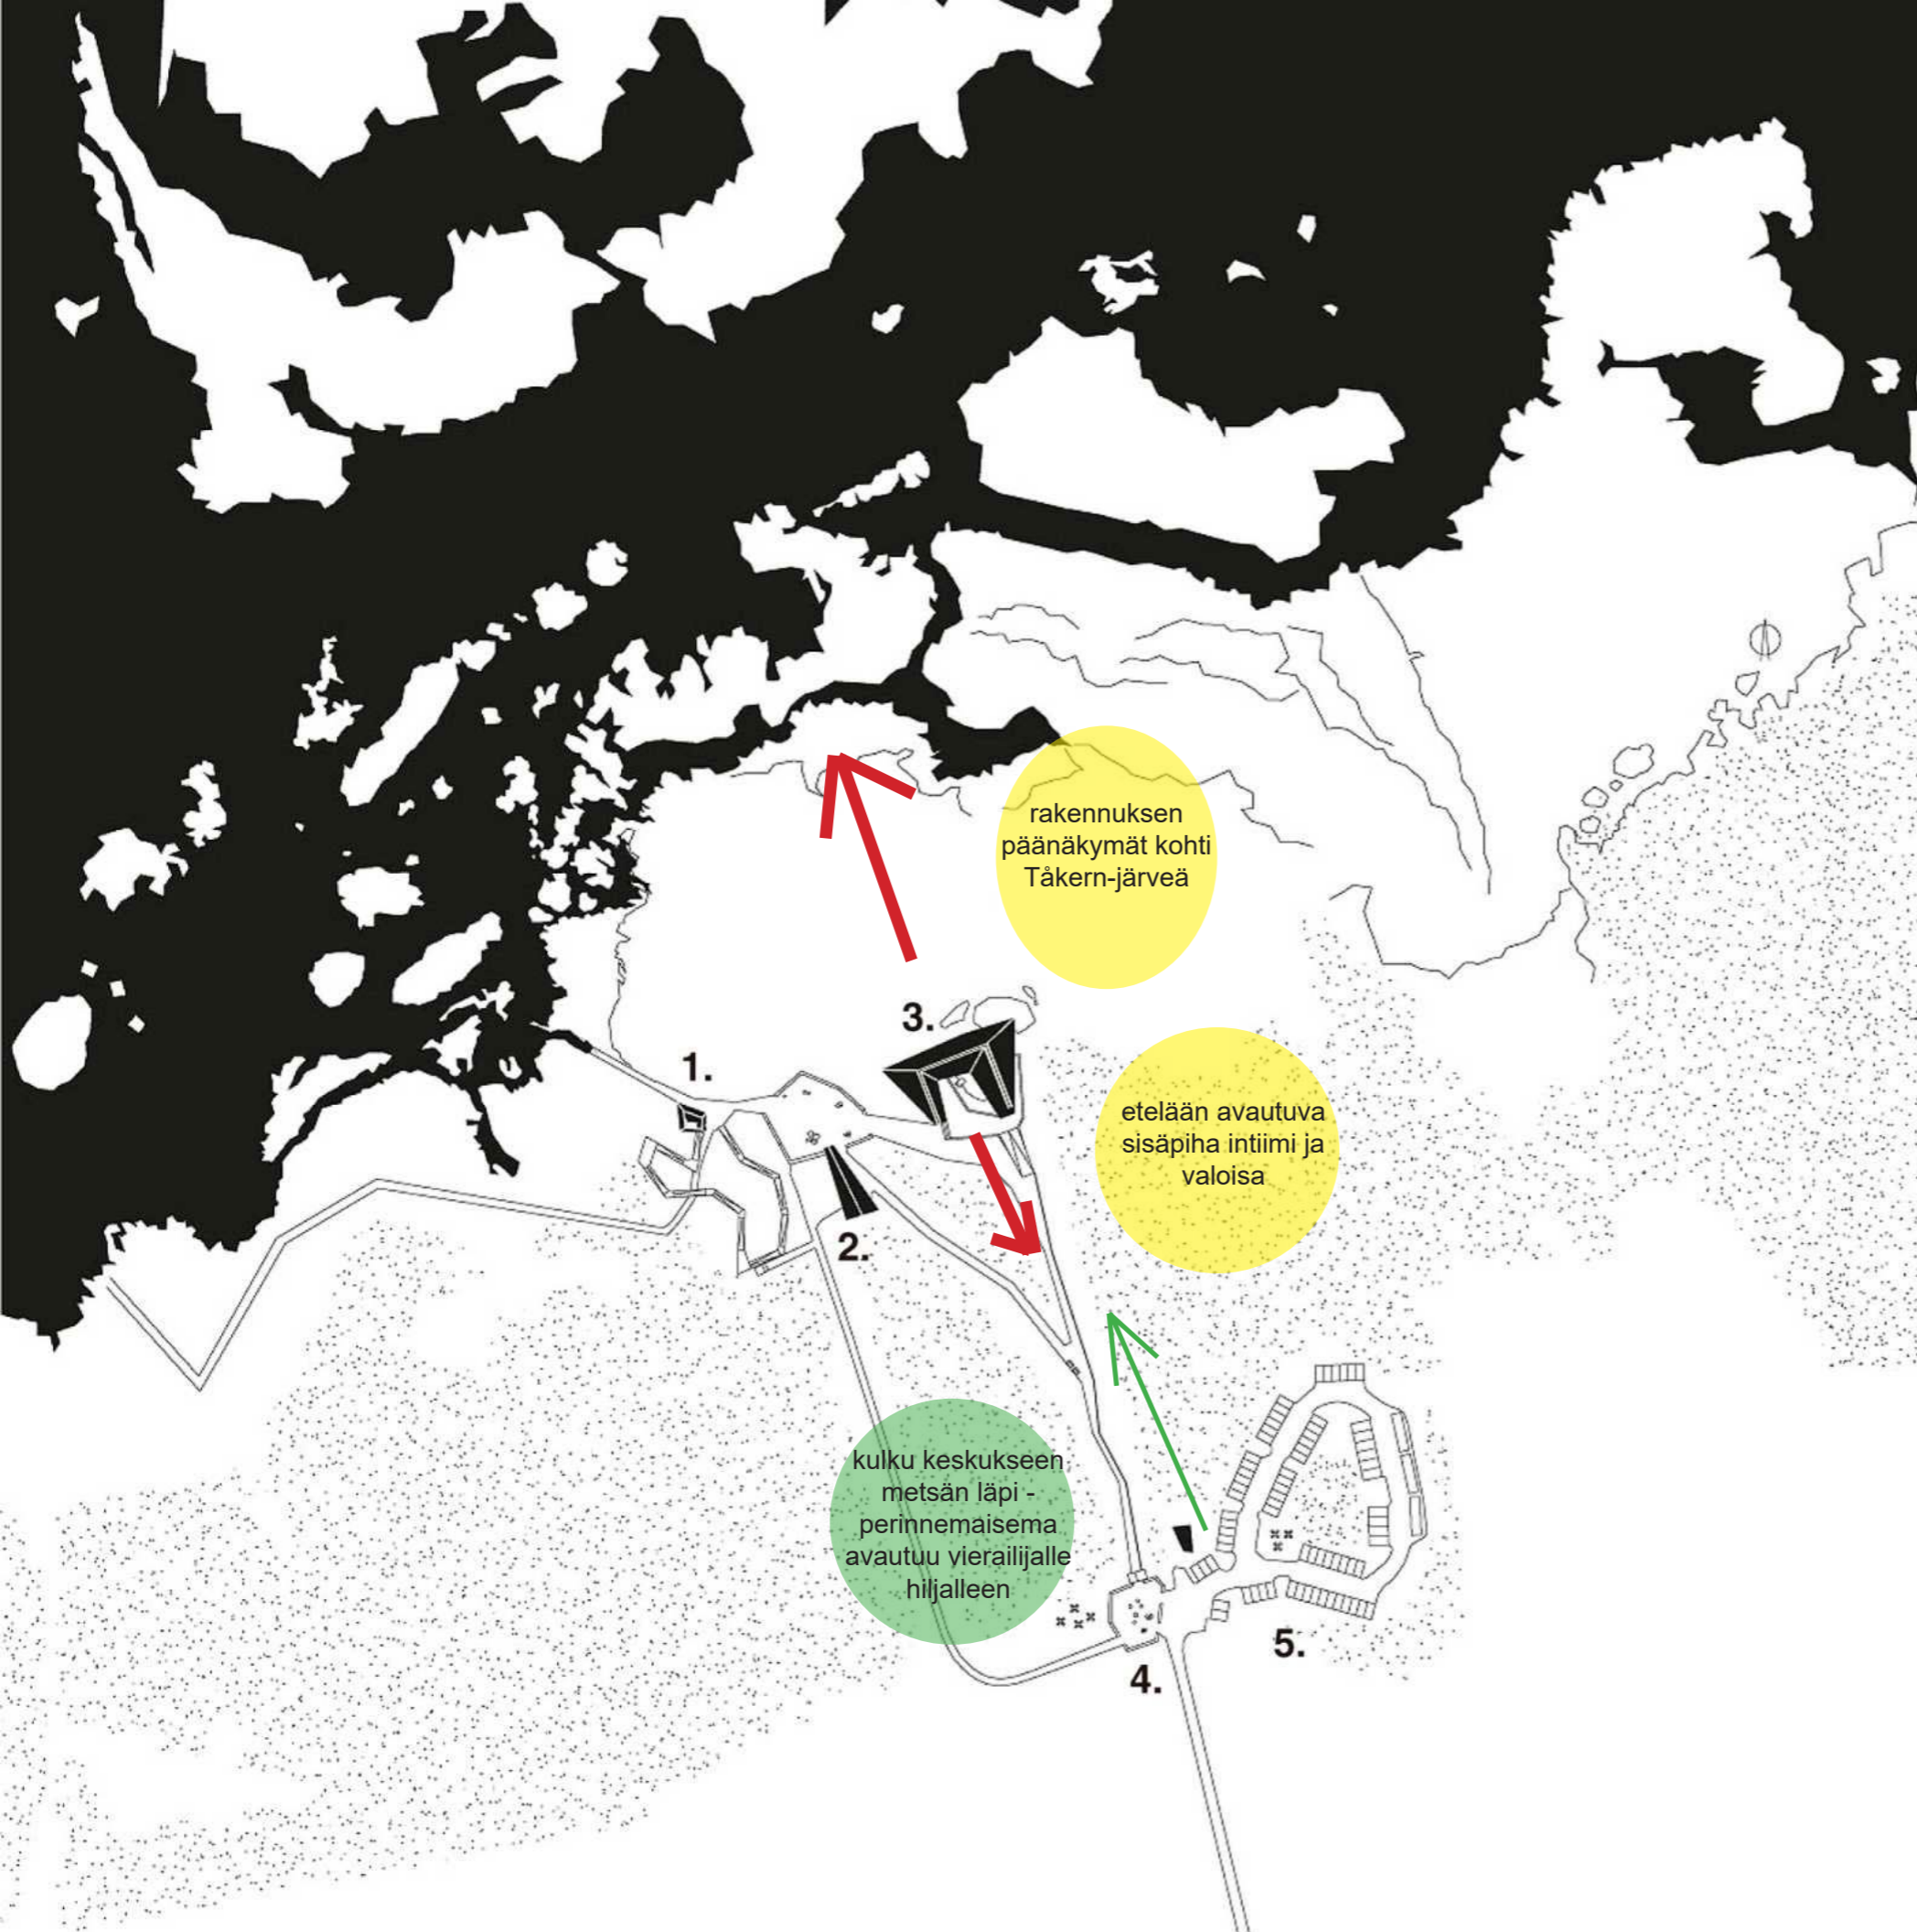 rakennuksen
päänäkymät kohti
Tåkern-järveä
3.
1.
etelään avautuva
sisäpiha intiimi ja
valoisa
2.
kulku keskukseen
metsän läpi -
perinnemaisema
avautuu vierailijalle
hiljalleen
5.
4.